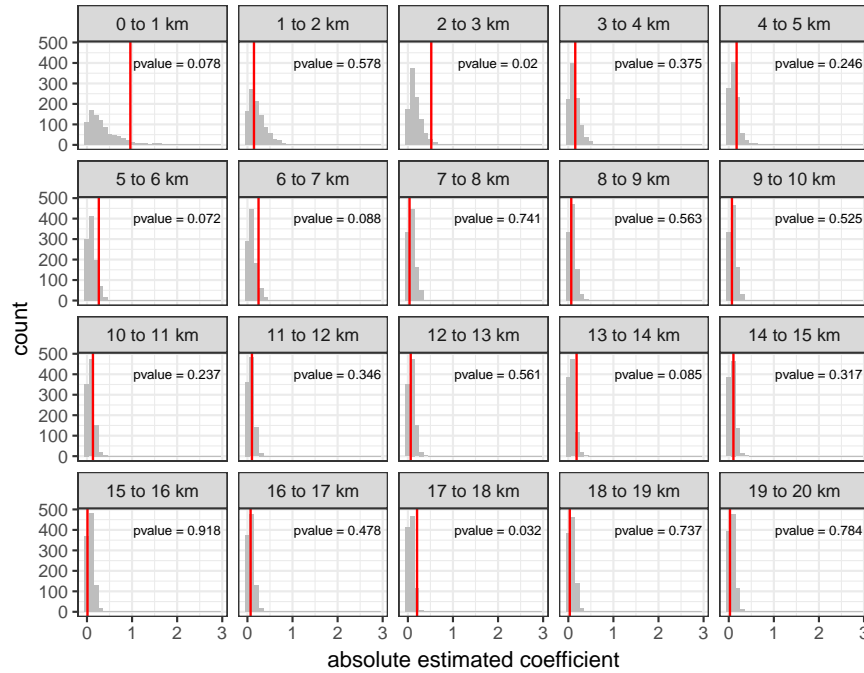 0 to 1 km 1 to 2 km 2 to 3 km 3 to 4 km 4 to 5 km
500 pvalue = 0.078 pvalue = 0.578 pvalue = 0.02 pvalue = 0.375 pvalue = 0.246
400
300
200
100
0
5 to 6 km 6 to 7 km 7 to 8 km 8 to 9 km 9 to 10 km
500 pvalue = 0.072 pvalue = 0.088 pvalue = 0.741 pvalue = 0.563 pvalue = 0.525
400
300
200
100
0
count
10 to 11 km 11 to 12 km 12 to 13 km 13 to 14 km 14 to 15 km
500 pvalue = 0.237 pvalue = 0.346 pvalue = 0.561 pvalue = 0.085 pvalue = 0.317
400
300
200
100
0
15 to 16 km 16 to 17 km 17 to 18 km 18 to 19 km 19 to 20 km
500 pvalue = 0.918 pvalue = 0.478 pvalue = 0.032 pvalue = 0.737 pvalue = 0.784
400
300
200
100
0
0 1 2 3 0 1 2 3 0 1 2 3 0 1 2 3 0 1 2 3
absolute estimated coefficient